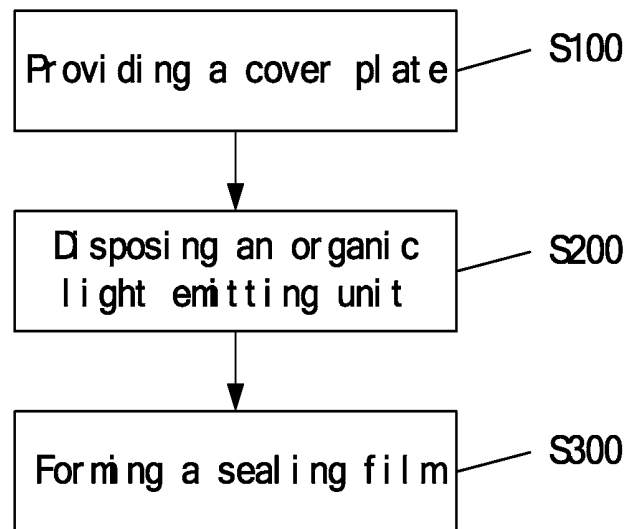 Providing a cover plate
S100
Disposing an organic
light emitting unit
S200
Forming a sealing film
S300